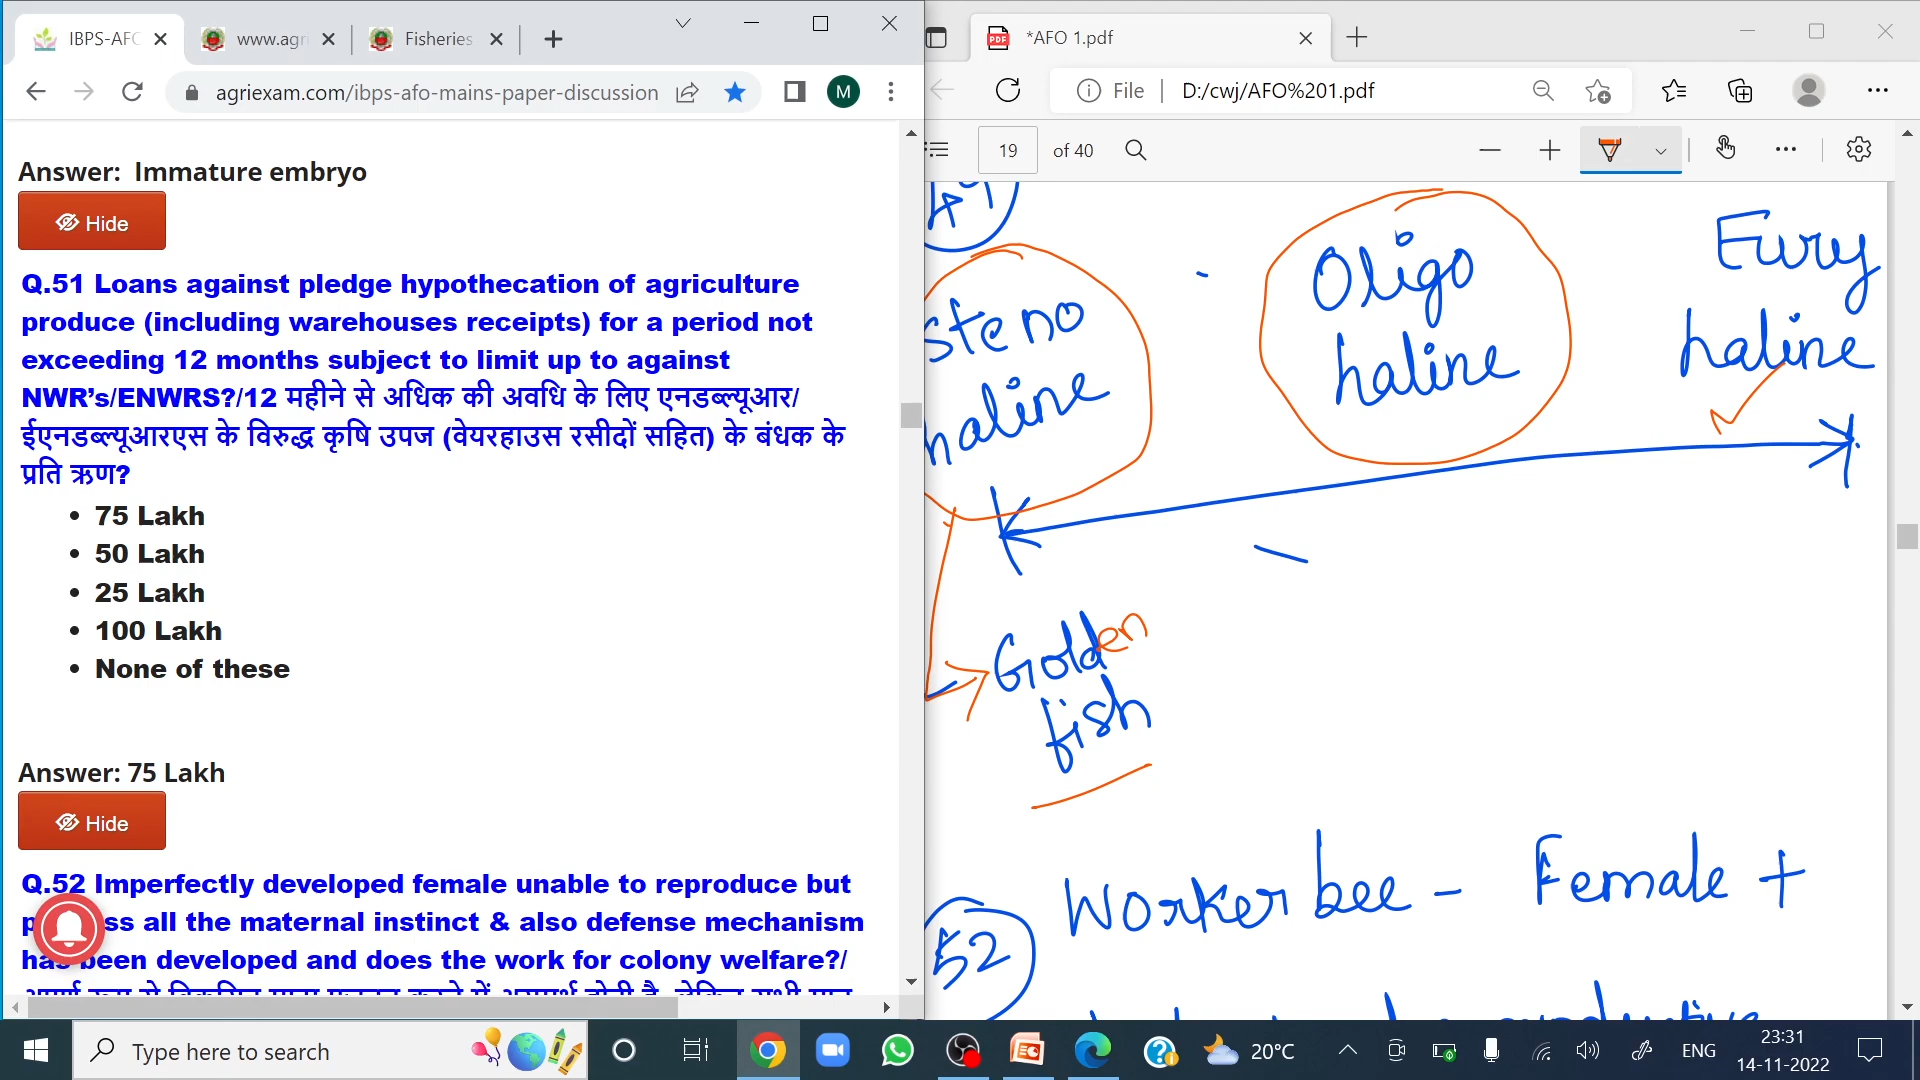 IBPS-AFC
www.agri
Fisheries
*AFO 1.pdf
agriexam.com/ibps-afo-mains-paper-discussion
M
File
D:/cwj/AFO%201.pdf
19
of 40
Answer:  Immature embryo
Hide
Q.51 Loans against pledge hypothecation of agriculture
produce (including warehouses receipts) for a period not
exceeding 12 months subject to limit up to against
NWR’s/ENWRS?/12 महीने से अधिक की अवधि के लिए एनडब्ल्यूआर/
ईएनडब्ल्यूआरएस के विरुद्ध कृषि उपज (वेयरहाउस रसीदों सहित) के बंधक के
प्रति ऋण?
75 Lakh
50 Lakh
25 Lakh
100 Lakh
None of these
Answer: 75 Lakh
Hide
Q.52 Imperfectly developed female unable to reproduce but
all the maternal instinct & also defense mechanism
has been developed and does the work for colony welfare?/
49
steno
haline
Oligo
haline
Eury
haline
Golden
fish
52
Worker bee - Female +
Type here to search
20°C
ENG
23:31
14-11-2022